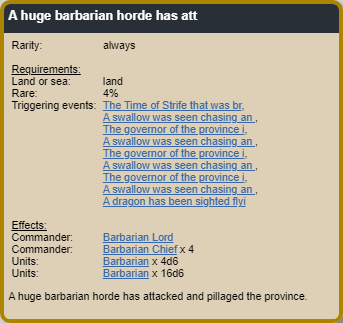 A huge barbarian horde has att
Rarity: always
Requirements:
Land or sea: land
Rare: 4%
Triggering events: The Time of Strife that was br,
A swallow was seen chasing an ,
The governor of the province i,
A swallow was seen chasing an ,
The governor of the province i,
A swallow was seen chasing an ,
The governor of the province i,
A swallow was seen chasing an ,
A dragon has been sighted flyi
Effects:
Commander: Barbarian Lord
Commander: Barbarian Chief x 4
Units: Barbarian x 4d6
Units: Barbarian x 16d6
A huge barbarian horde has attacked and pillaged the province.